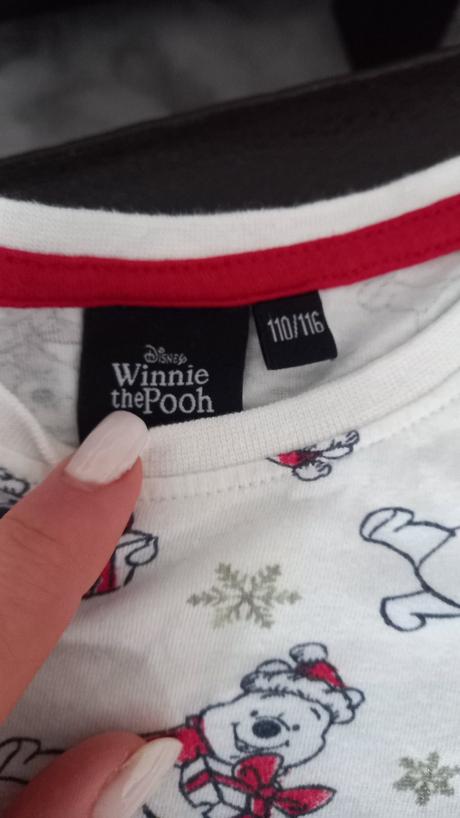 Disney
Winnie
the Pooh
110/116